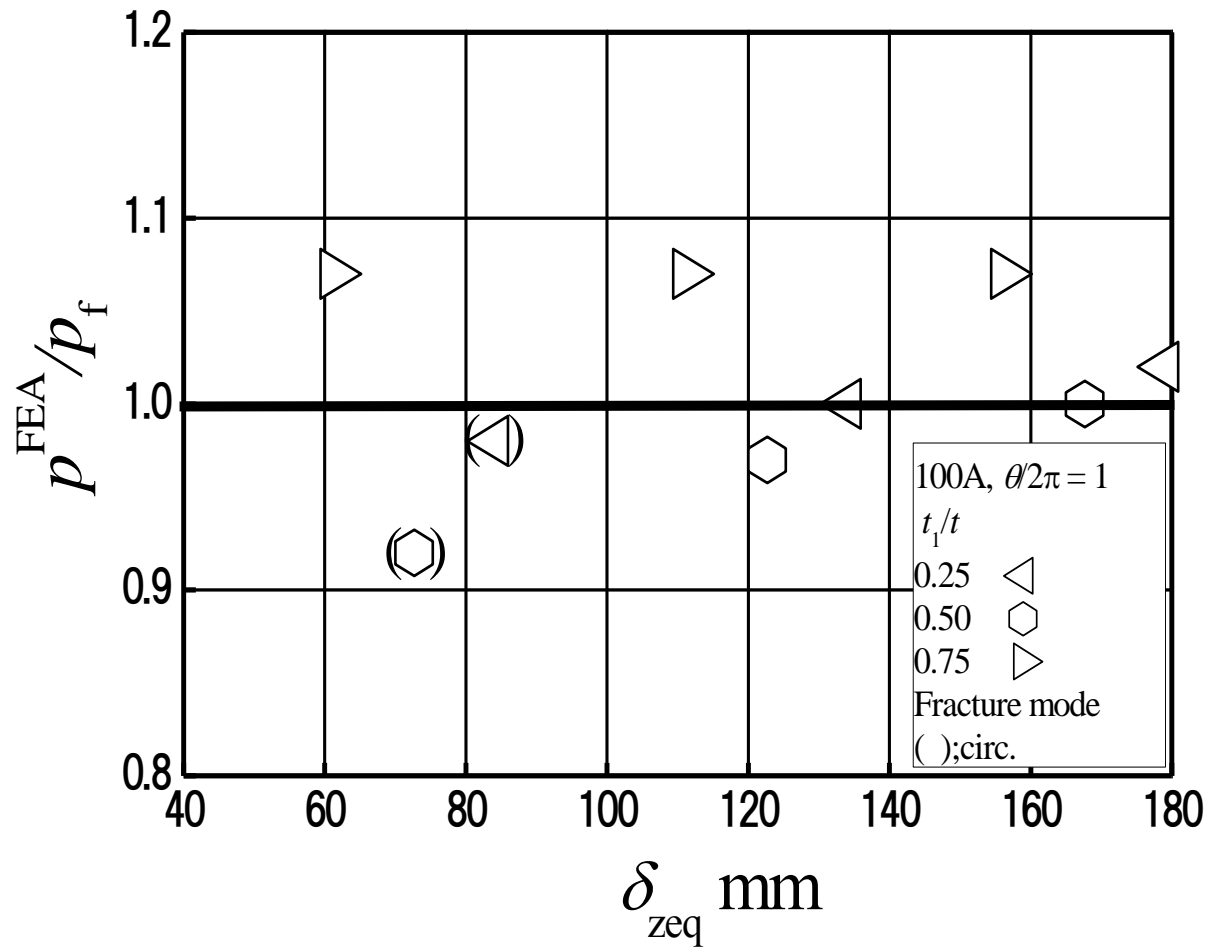 1.2
1.1
1.0
0.9
0.8
40 60 80 100 120 140 160 180
p^FEA/p_f
δ_zeq mm
( )
( )
100A, θ/2π = 1
t_1/t
0.25
0.50
0.75
Fracture mode
( );circ.